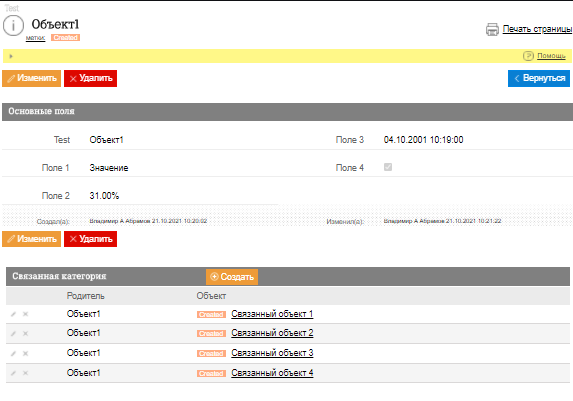 Test
Объект1
метки: Created
Печать страницы
Помощь
Изменить Удалить Вернуться
Основные поля
Test Объект1 Поле 3 04.10.2001 10:19:00
Поле 1 Значение Поле 4
Поле 2 31.00%
Создал(а): Владимир А Абрамов 21.10.2021 10:20:02 Изменил(а): Владимир А Абрамов 21.10.2021 10:21:22
Изменить Удалить
Связанная категория Создать
Родитель Объект
Объект1 Created Связанный объект 1
Объект1 Created Связанный объект 2
Объект1 Created Связанный объект 3
Объект1 Created Связанный объект 4